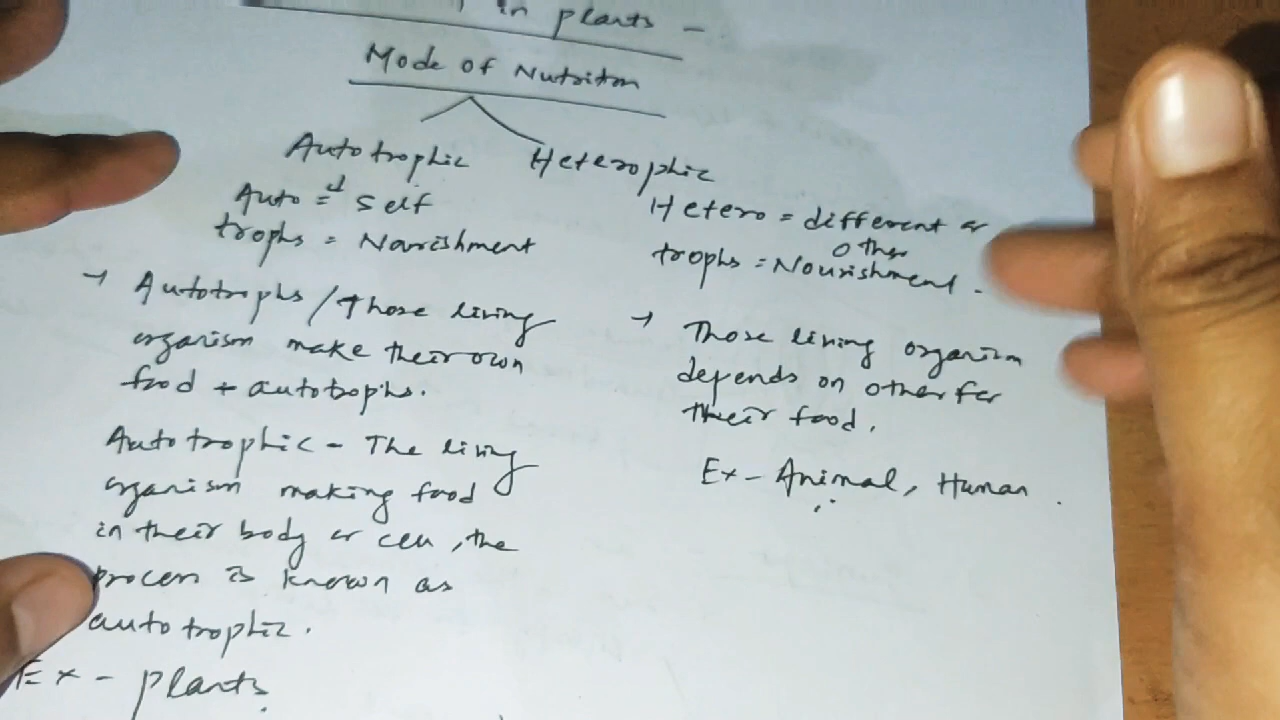 in plants -
Mode of Nutriton
Autotrophic Heterophic
Auto = Self
trophs = Narishment
→ Autotrophs / Those living
organism make their own
food + autotrophs.
Autotrophic - The living
organism making food
in their body or cell, the
process is known as
autotrophic.
Ex - plants.
Hetero = different or
other
trophs = Nourishment.
→ Those living organism
depends on other for
their food.
Ex - Animal, Human.